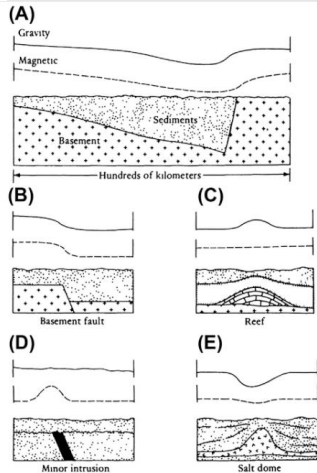 (A)
Gravity
Magnetic
Sediments
Basement
Hundreds of kilometers
(B)
(C)
Basement fault
Reef
(D)
(E)
Minor intrusion
Salt dome